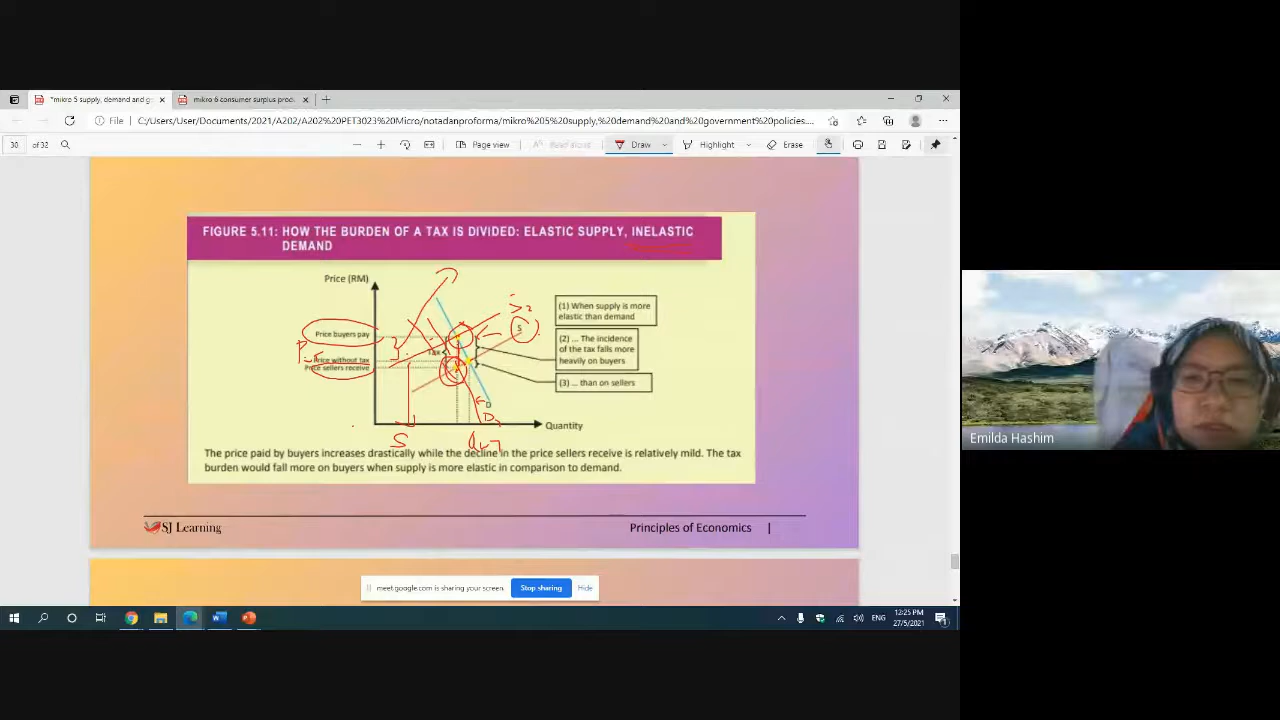 *mikro 5 supply, demand and g
mikro 6 consumer surplus prod
File
C:/Users/User/Documents/2021/A202/A202%20PET3023%20Micro/notadanproforma/mikro%205%20supply,%20demand%20and%20government%20policies....
30 of 32
Page view
Read aloud
Draw
Highlight
Erase
FIGURE 5.11: HOW THE BURDEN OF A TAX IS DIVIDED: ELASTIC SUPPLY, INELASTIC
DEMAND
Price (RM)
Price buyers pay
Price without tax
Price sellers receive
Tax
S
D
Quantity
(1) When supply is more
elastic than demand
(2) ... The incidence
of the tax falls more
heavily on buyers
(3) ... than on sellers
The price paid by buyers increases drastically while the decline in the price sellers receive is relatively mild. The tax
burden would fall more on buyers when supply is more elastic in comparison to demand.
SJ Learning
Principles of Economics |
meet.google.com is sharing your screen.
Stop sharing
Hide
ENG
12:25 PM
27/5/2021
Emilda Hashim